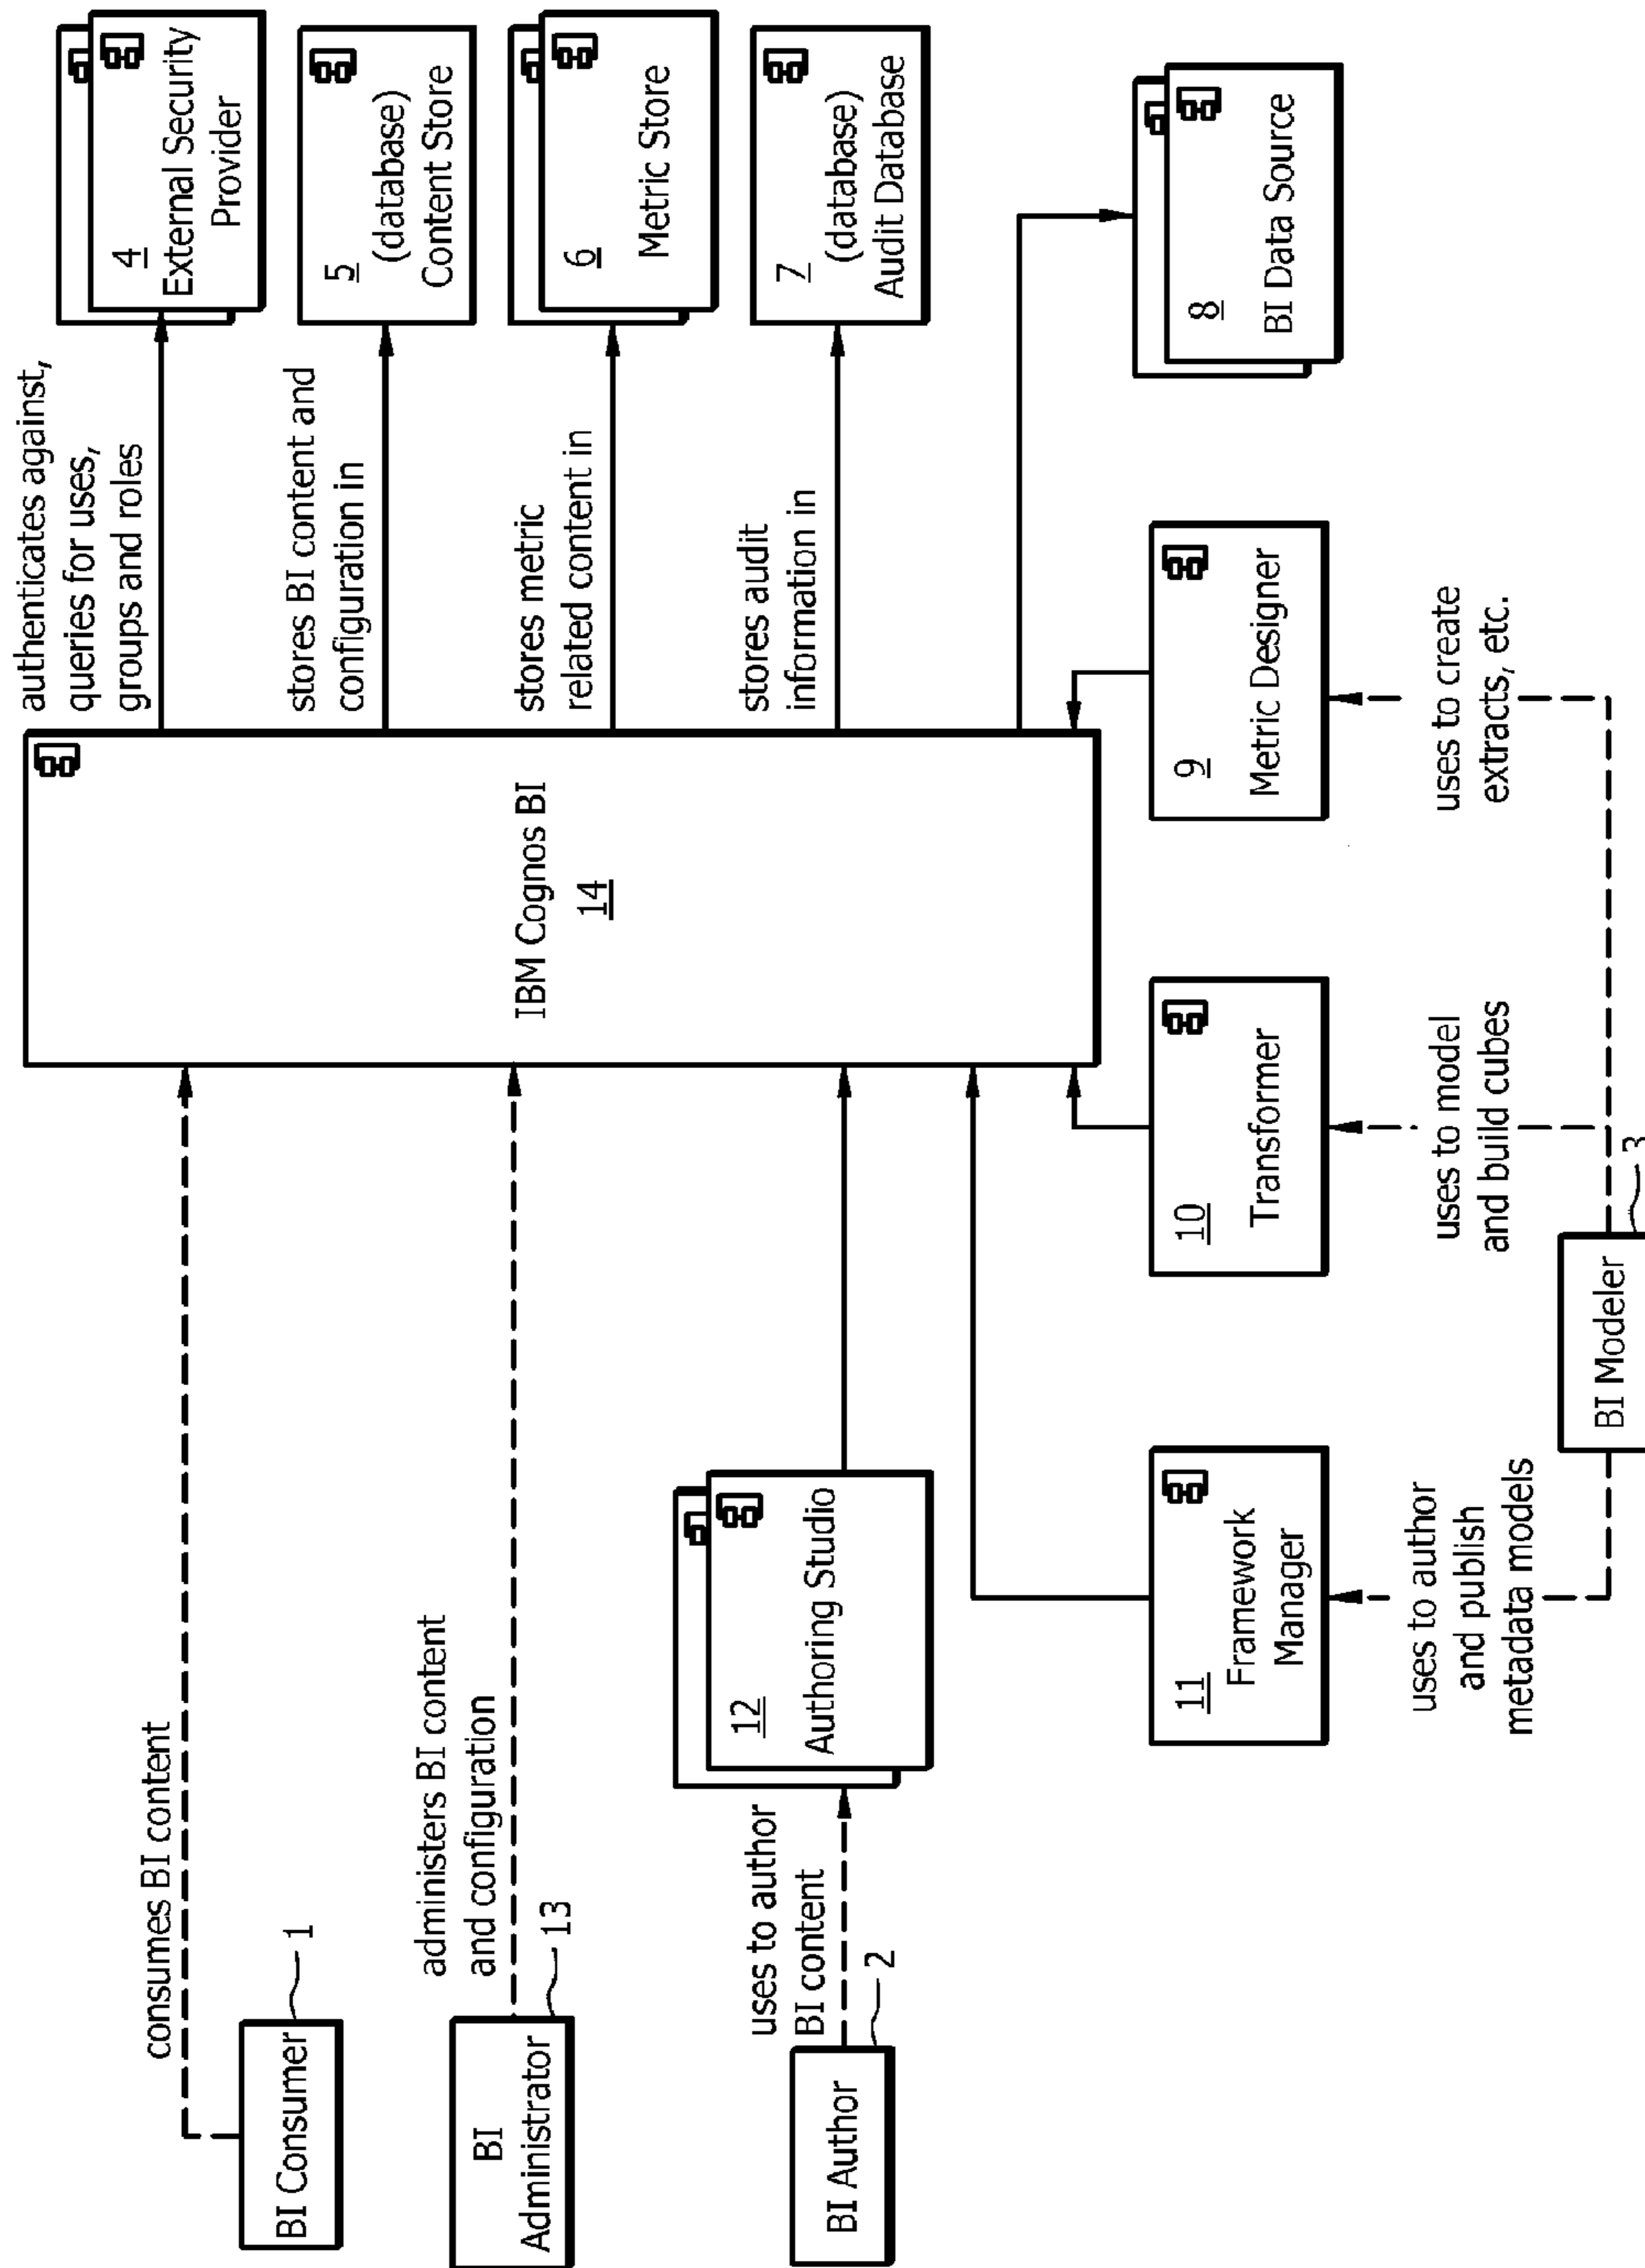 consumes BI content
BI Consumer
1
administers BI content
and configuration
BI
Administrator
13
uses to author
BI content
BI Author
2
12
Authoring Studio
IBM Cognos BI
14
authenticates against,
queries for uses,
groups and roles
4
External Security
Provider
stores BI content and
configuration in
5
(database)
Content Store
stores metric
related content in
6
Metric Store
stores audit
information in
7
(database)
Audit Database
8
BI Data Source
11
Framework
Manager
10
Transformer
9
Metric Designer
uses to author
and publish
metadata models
uses to model
and build cubes
uses to create
extracts, etc.
BI Modeler
3